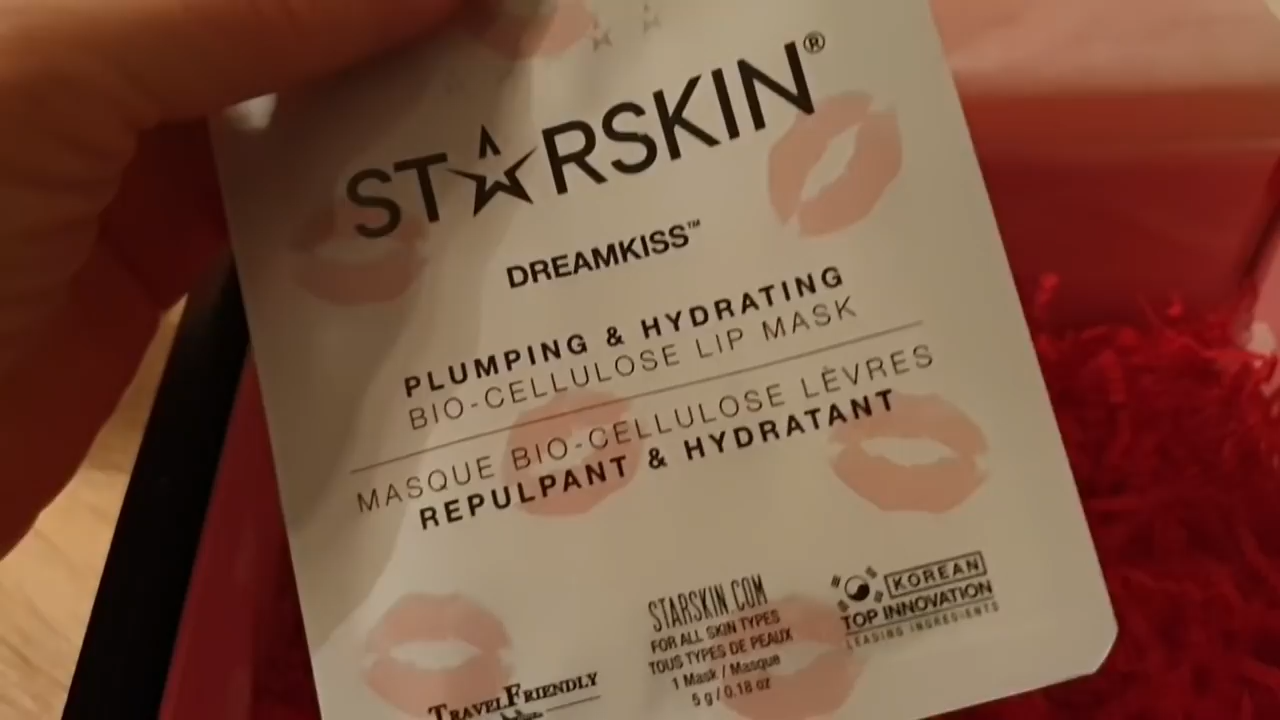 STARSKIN®
DREAMKISS™
PLUMPING & HYDRATING
BIO-CELLULOSE LIP MASK
MASQUE BIO-CELLULOSE LÈVRES
REPULPANT & HYDRATANT
TRAVELFRIENDLY
STARSKIN.COM
FOR ALL SKIN TYPES
TOUS TYPES DE PEAUX
1 Mask / Masque
5 g / 0.18 oz
KOREAN
TOP INNOVATION
LEADING INGREDIENTS